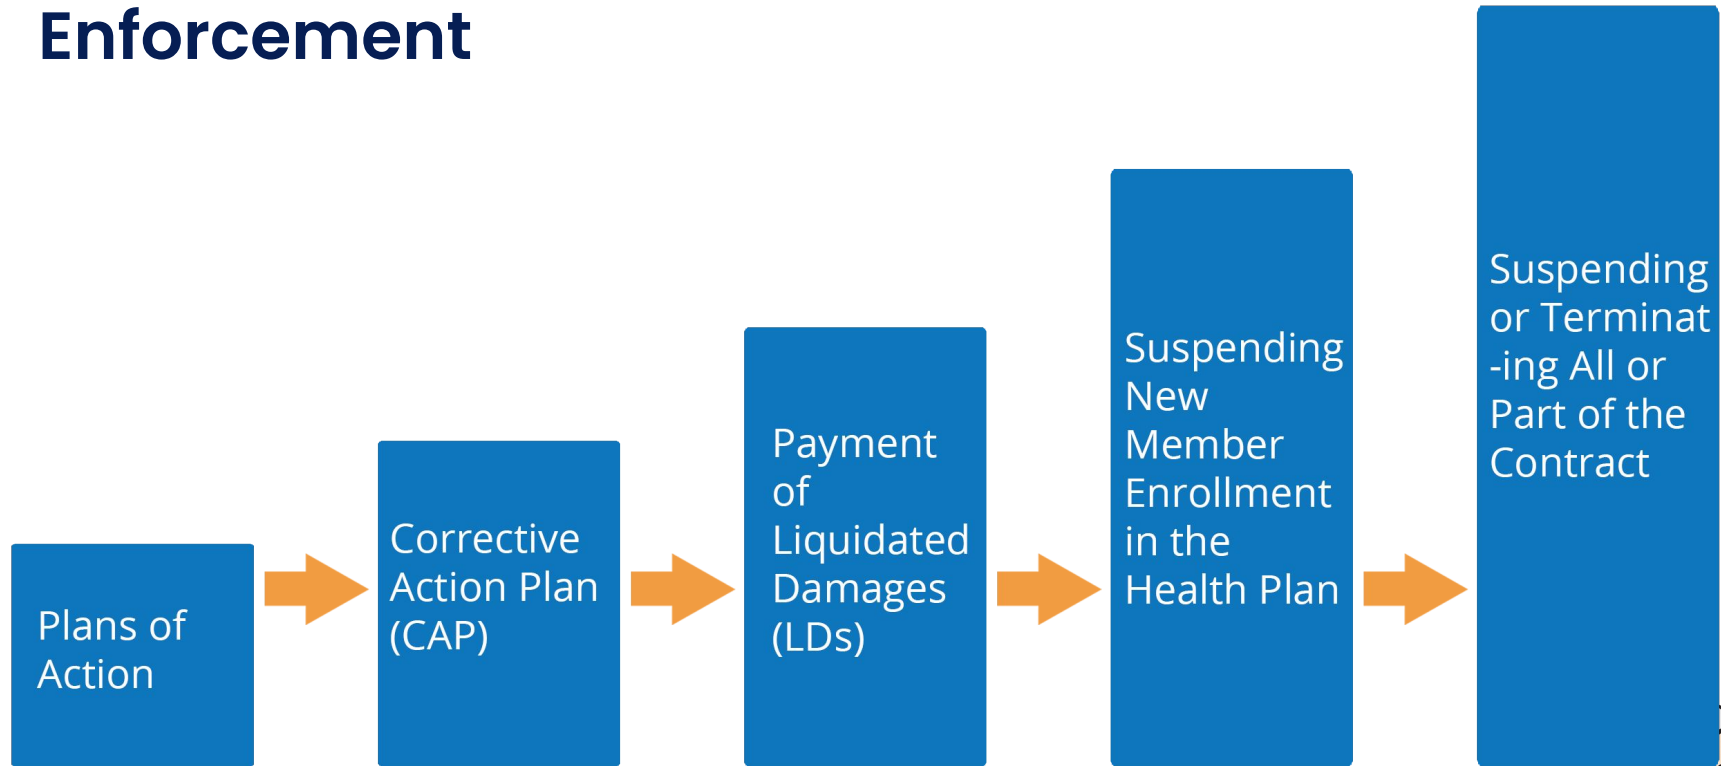 Enforcement
Plans of
Action
Corrective
Action Plan
(CAP)
Payment
of
Liquidated
Damages
(LDs)
Suspending
New
Member
Enrollment
in the
Health Plan
Suspending
or Terminat
-ing All or
Part of the
Contract